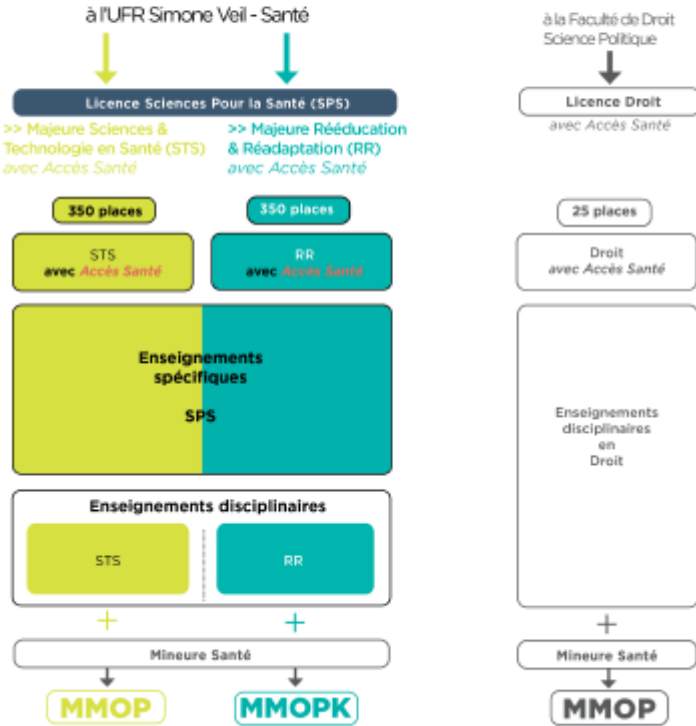 à l'UFR Simone Veil - Santé
Licence Sciences Pour la Santé (SPS)
>> Majeure Sciences &
Technologie en Santé (STS)
avec Accès Santé
>> Majeure Rééducation
& Réadaptation (RR)
avec Accès Santé
350 places
350 places
STS
avec Accès Santé
RR
avec Accès Santé
Enseignements
spécifiques
SPS
Enseignements disciplinaires
STS
RR
+
+
Mineure Santé
MMOP
MMOPK
à la Faculté de Droit
Science Politique
Licence Droit
avec Accès Santé
25 places
Droit
avec Accès Santé
Enseignements
disciplinaires
en
Droit
+
Mineure Santé
MMOP